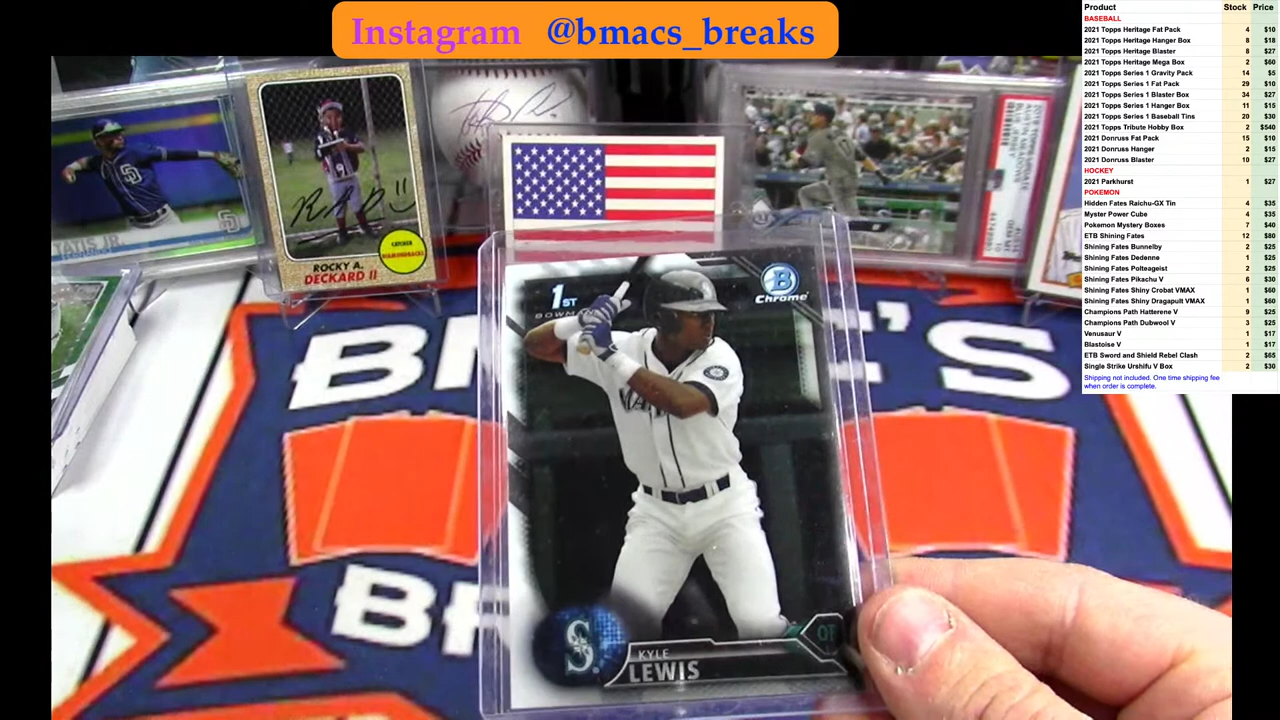 Instagram @bmacs_breaks
Product Stock Price
BASEBALL
2021 Topps Heritage Fat Pack 4 $10
2021 Topps Heritage Hanger Box 8 $18
2021 Topps Heritage Blaster 8 $27
2021 Topps Heritage Mega Box 2 $60
2021 Topps Series 1 Gravity Pack 14 $5
2021 Topps Series 1 Fat Pack 29 $10
2021 Topps Series 1 Blaster Box 34 $27
2021 Topps Series 1 Hanger Box 11 $15
2021 Topps Series 1 Baseball Tins 20 $30
2021 Topps Tribute Hobby Box 2 $540
2021 Donruss Fat Pack 15 $10
2021 Donruss Hanger 2 $15
2021 Donruss Blaster 10 $27
HOCKEY
2021 Parkhurst 1 $27
POKEMON
Hidden Fates Raichu-GX Tin 4 $35
Myster Power Cube 4 $35
Pokemon Mystery Boxes 7 $40
ETB Shining Fates 12 $80
Shining Fates Bunnelby 2 $25
Shining Fates Dedenne 1 $25
Shining Fates Polteageist 2 $25
Shining Fates Pikachu V 6 $30
Shining Fates Shiny Crobat VMAX 1 $60
Shining Fates Shiny Dragapult VMAX 1 $60
Champions Path Hatterene V 9 $25
Champions Path Dubwool V 3 $25
Venusaur V 1 $17
Blastoise V 1 $17
ETB Sword and Shield Rebel Clash 2 $65
Single Strike Urshifu V Box 2 $30
Shipping not included. One time shipping fee
when order is complete.
SD
TATIS JR.
9
11
CATCHER
ROCKY A.
DECKARD II
1ST
BOWMAN
B
Chrome
S
KYLE
LEWIS
OF
'S